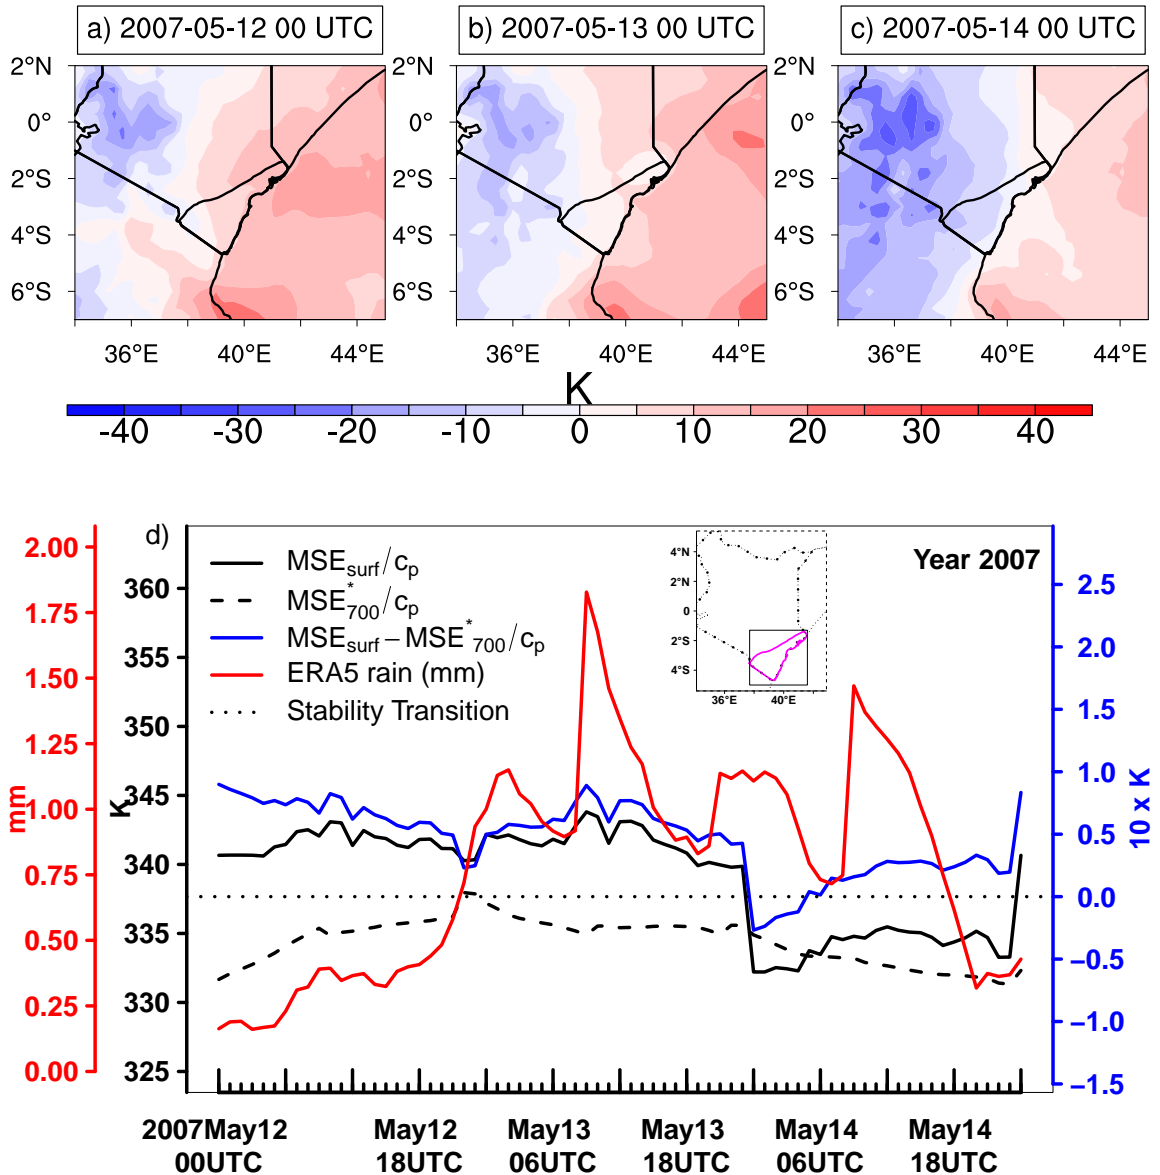 a) 2007-05-12 00 UTC
b) 2007-05-13 00 UTC
c) 2007-05-14 00 UTC
2°N
0°
2°S
4°S
6°S
36°E 40°E 44°E
2°N
0°
2°S
4°S
6°S
36°E 40°E 44°E
2°N
0°
2°S
4°S
6°S
36°E 40°E 44°E
K
-40 -30 -20 -10 0 10 20 30 40
d)
MSEsurf/cp
MSE*700/cp
MSEsurf−MSE*700/cp
ERA5 rain (mm)
Stability Transition
Year 2007
4°N
2°N
0
2°S
4°S
36°E 40°E
mm
2.00
1.75
1.50
1.25
1.00
0.75
0.50
0.25
0.00
K
360
355
350
345
340
335
330
325
10 x K
2.5
2.0
1.5
1.0
0.5
0.0
−0.5
−1.0
−1.5
2007May12 May12 May13 May13 May14 May14
00UTC 18UTC 06UTC 18UTC 06UTC 18UTC